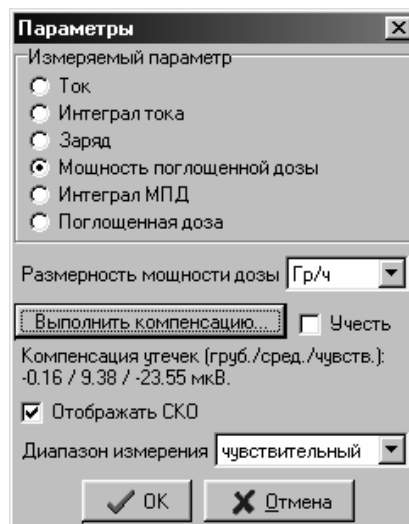 Параметры
Измеряемый параметр
Ток
Интеграл тока
Заряд
Мощность поглощенной дозы
Интеграл МПД
Поглощенная доза
Размерность мощности дозы Гр/ч
Выполнить компенсацию... Учесть
Компенсация утечек (груб./сред./чувств.):
-0.16 / 9.38 / -23.55 мкВ.
Отображать СКО
Диапазон измерения чувствительный
OK Отмена